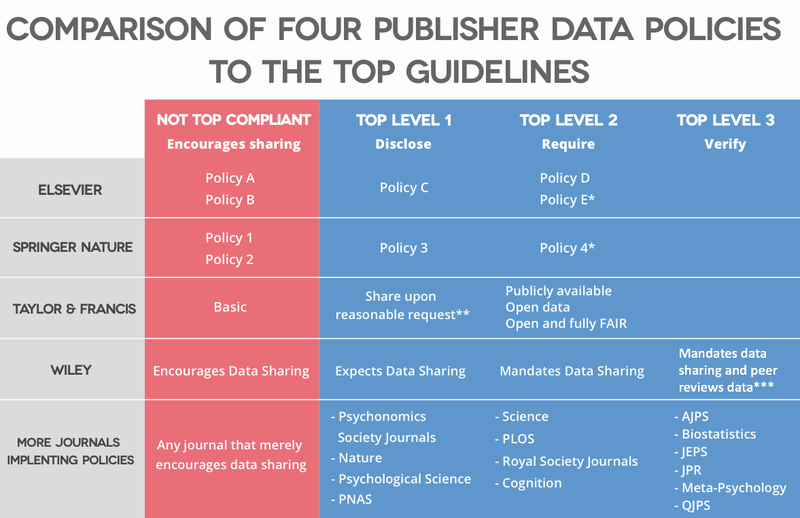 COMPARISON OF FOUR PUBLISHER DATA POLICIES
TO THE TOP GUIDELINES
NOT TOP COMPLIANT
Encourages sharing
TOP LEVEL 1
Disclose
TOP LEVEL 2
Require
TOP LEVEL 3
Verify
ELSEVIER
Policy A
Policy B
Policy C
Policy D
Policy E*
SPRINGER NATURE
Policy 1
Policy 2
Policy 3
Policy 4*
TAYLOR & FRANCIS
Basic
Share upon
reasonable request**
Publicly available
Open data
Open and fully FAIR
WILEY
Encourages Data Sharing
Expects Data Sharing
Mandates Data Sharing
Mandates data
sharing and peer
reviews data***
MORE JOURNALS
IMPLENTING POLICIES
Any journal that merely
encourages data sharing
- Psychonomics
Society Journals
- Nature
- Psychological Science
- PNAS
- Science
- PLOS
- Royal Society Journals
- Cognition
- AJPS
- Biostatistics
- JEPS
- JPR
- Meta-Psychology
- QJPS